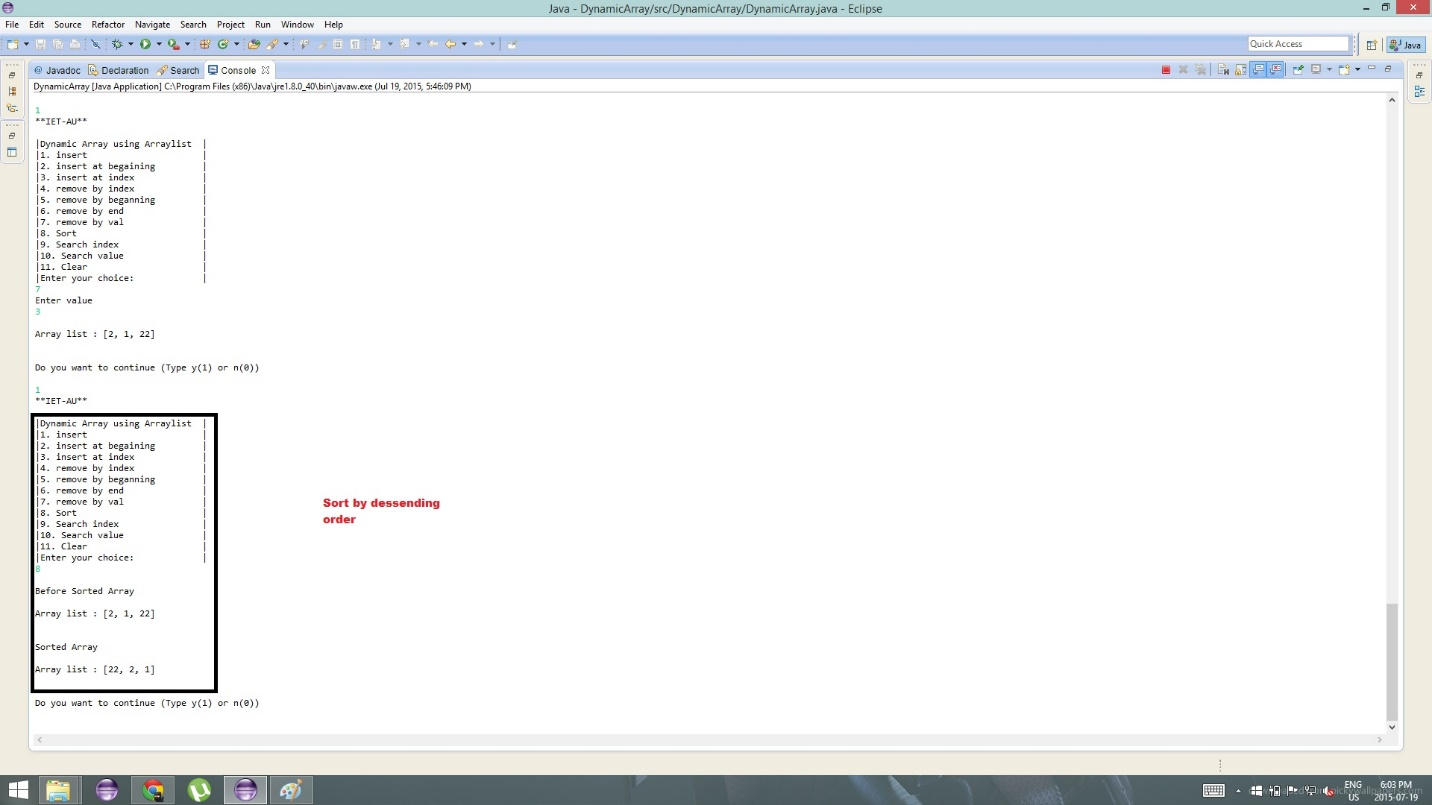 Java - DynamicArray/src/DynamicArray/DynamicArray.java - Eclipse
File Edit Source Refactor Navigate Search Project Run Window Help
Quick Access
Java
@ Javadoc Declaration Search Console
DynamicArray [Java Application] C:\Program Files (x86)\Java\jre1.8.0_40\bin\javaw.exe (Jul 19, 2015, 5:46:09 PM)
1
**IET-AU**
|Dynamic Array using Arraylist |
|1. insert |
|2. insert at begaining |
|3. insert at index |
|4. remove by index |
|5. remove by beganning |
|6. remove by end |
|7. remove by val |
|8. Sort |
|9. Search index |
|10. Search value |
|11. Clear |
|Enter your choice: |
7
Enter value
3
Array list : [2, 1, 22]
Do you want to continue (Type y(1) or n(0))
1
**IET-AU**
|Dynamic Array using Arraylist |
|1. insert |
|2. insert at begaining |
|3. insert at index |
|4. remove by index |
|5. remove by beganning |
|6. remove by end |
|7. remove by val |
|8. Sort |
|9. Search index |
|10. Search value |
|11. Clear |
|Enter your choice: |
8
Sort by dessending
order
Before Sorted Array
Array list : [2, 1, 22]
Sorted Array
Array list : [22, 2, 1]
Do you want to continue (Type y(1) or n(0))
ENG
US
6:03 PM
2015-07-19